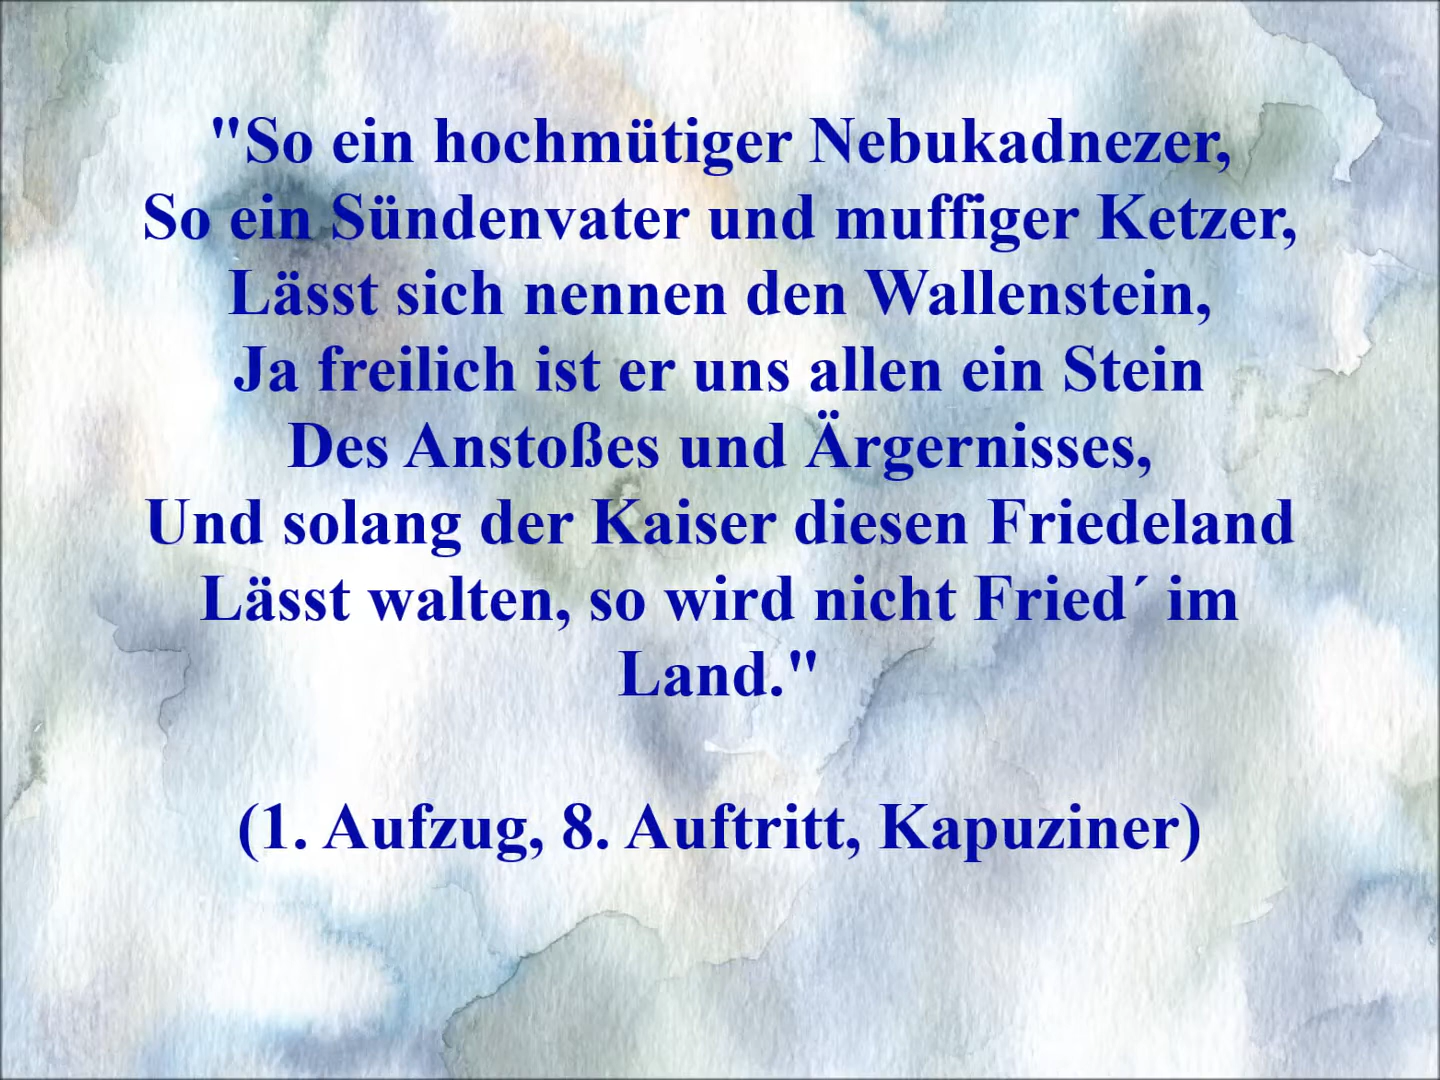 "So ein hochmütiger Nebukadnezer,
So ein Sündenvater und muffiger Ketzer,
Lässt sich nennen den Wallenstein,
Ja freilich ist er uns allen ein Stein
Des Anstoßes und Ärgernisses,
Und solang der Kaiser diesen Friedeland
Lässt walten, so wird nicht Fried´ im
Land."
(1. Aufzug, 8. Auftritt, Kapuziner)